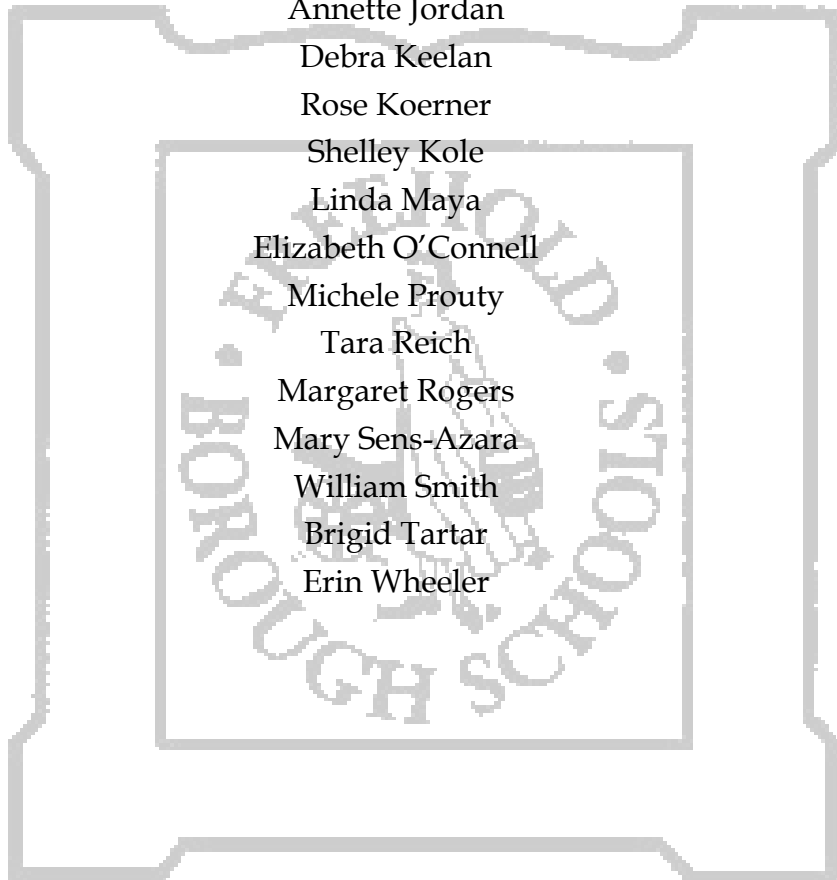 Annette Jordan
Debra Keelan
Rose Koerner
Shelley Kole
Linda Maya
Elizabeth O’Connell
Michele Prouty
Tara Reich
Margaret Rogers
Mary Sens-Azara
William Smith
Brigid Tartar
Erin Wheeler
• FREEHOLD •
BOROUGH SCHOOLS